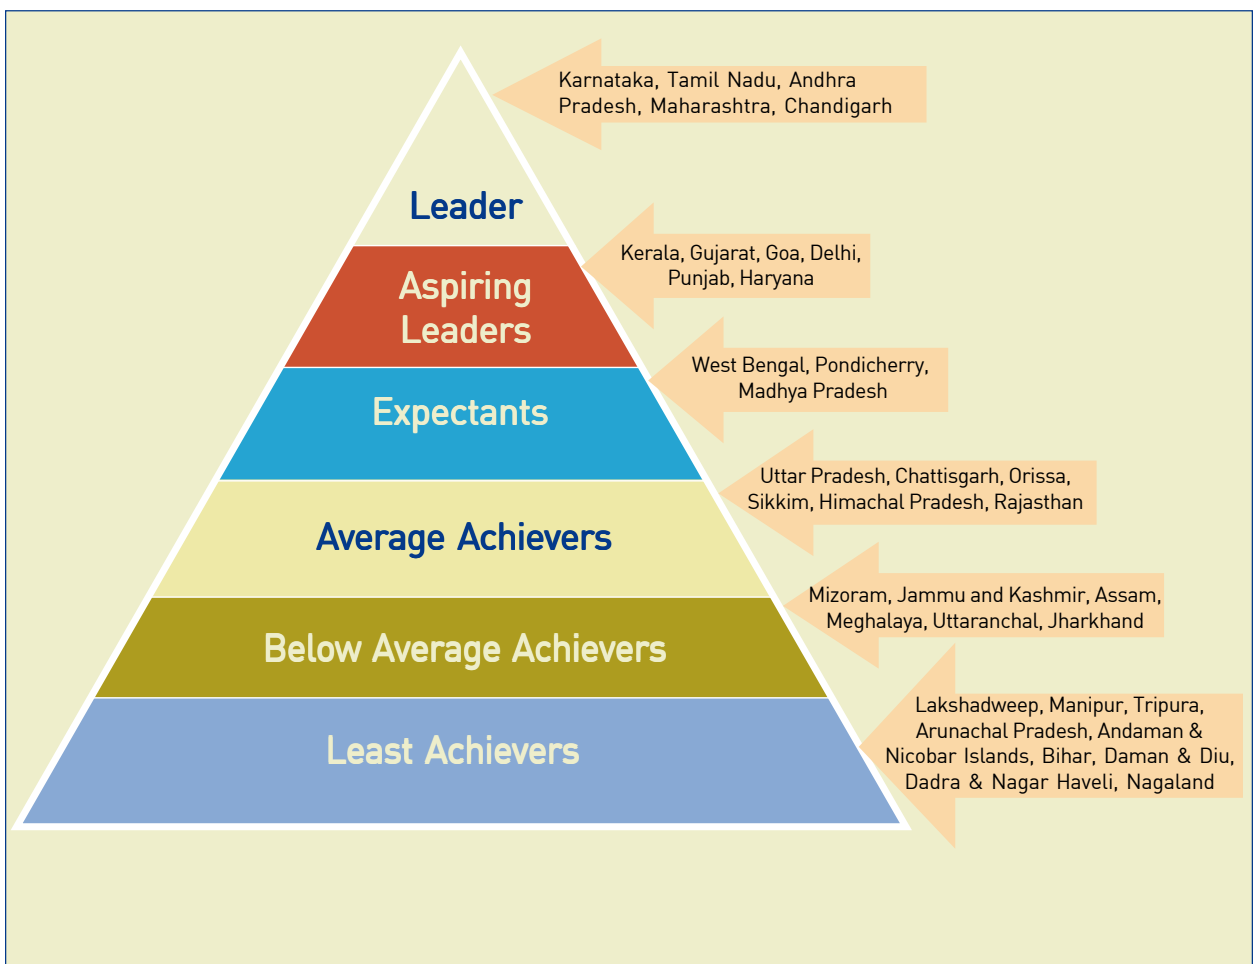 Karnataka, Tamil Nadu, Andhra
Pradesh, Maharashtra, Chandigarh
Leader
Kerala, Gujarat, Goa, Delhi,
Punjab, Haryana
Aspiring
Leaders
West Bengal, Pondicherry,
Madhya Pradesh
Expectants
Uttar Pradesh, Chattisgarh, Orissa,
Sikkim, Himachal Pradesh, Rajasthan
Average Achievers
Mizoram, Jammu and Kashmir, Assam,
Meghalaya, Uttaranchal, Jharkhand
Below Average Achievers
Lakshadweep, Manipur, Tripura,
Arunachal Pradesh, Andaman &
Nicobar Islands, Bihar, Daman & Diu,
Dadra & Nagar Haveli, Nagaland
Least Achievers